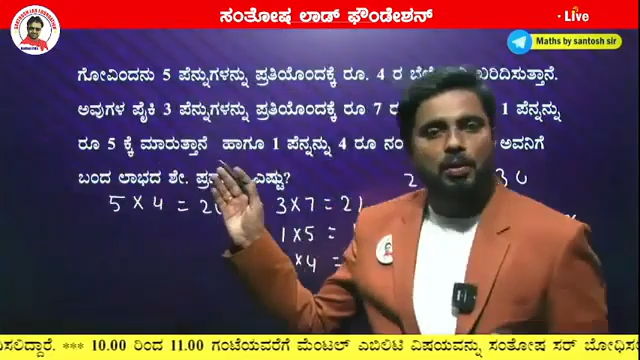 ಸಂತೋಷ ಲಾಡ್ ಫೌಂಡೇಶನ್
Live
Maths by santosh sir
ಗೋವಿಂದನು 5 ಪೆನ್ನುಗಳನ್ನು ಪ್ರತಿಯೊಂದಕ್ಕೆ ರೂ. 4 ರ ಖರಿದಿಸುತ್ತಾನೆ.
ಅವುಗಳ ಪೈಕಿ 3 ಪೆನ್ನುಗಳನ್ನು ಪ್ರತಿಯೊಂದಕ್ಕೆ ರೂ 7 1 ಪೆನ್ನನ್ನು
ರೂ 5 ಕ್ಕೆ ಮಾರುತ್ತಾನೆ ಹಾಗೂ 1 ಪೆನ್ನನ್ನು 4 ರೂ ಅವನಿಗೆ
ಬಂದ ಲಾಭದ ಶೇ. ಎಷ್ಟು?
5 × 4 = 3 × 7 = 21
1 × 5 =
× 4 =
*** 10.00 ರಿಂದ 11.00 ಗಂಟೆಯವರೆಗೆ ಮೆಂಟಲ್ ಎಬಿಲಿಟಿ ವಿಷಯವನ್ನು ಸಂತೋಷ ಸರ್